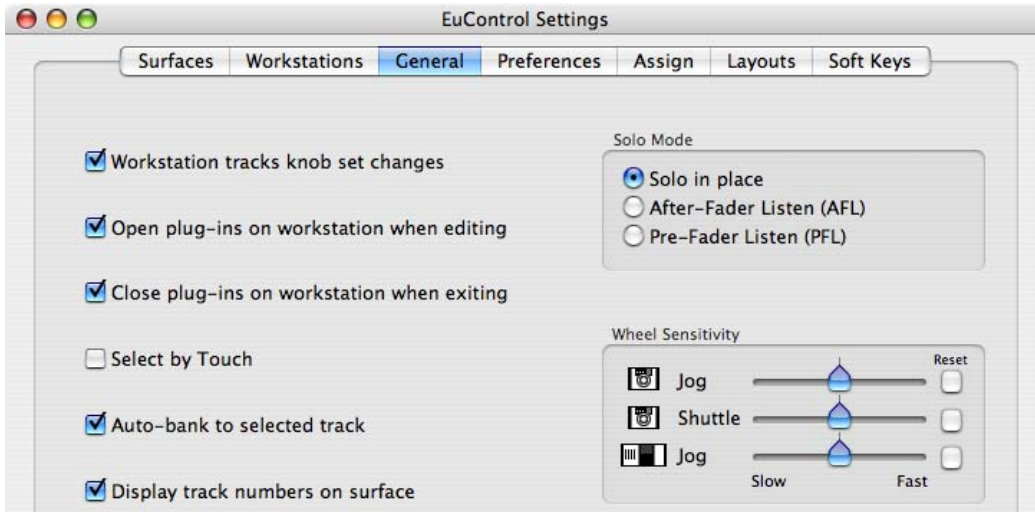 EuControl Settings
Surfaces Workstations General Preferences Assign Layouts Soft Keys
Workstation tracks knob set changes
Open plug-ins on workstation when editing
Close plug-ins on workstation when exiting
Select by Touch
Auto-bank to selected track
Display track numbers on surface
Solo Mode
Solo in place
After-Fader Listen (AFL)
Pre-Fader Listen (PFL)
Wheel Sensitivity
Reset
Jog
Shuttle
Jog
Slow Fast